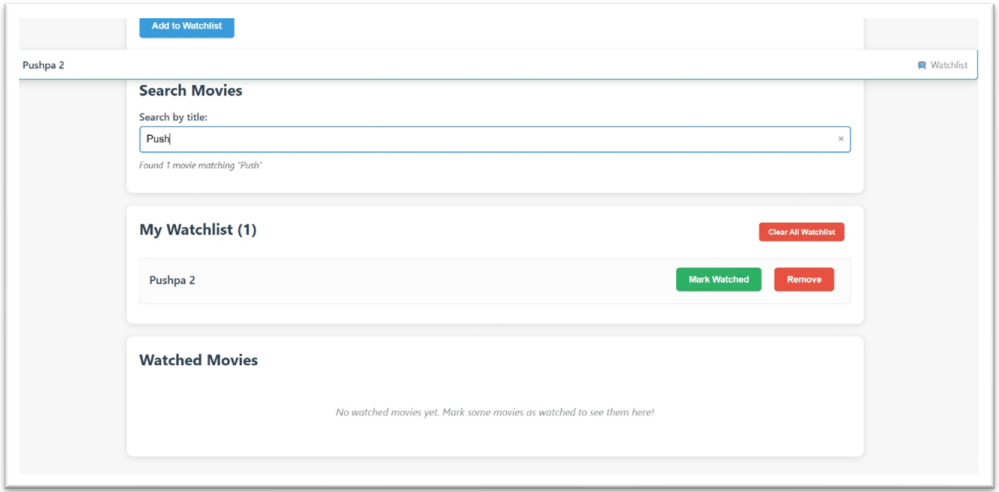 Add to Watchlist
Pushpa 2 Watchlist
Search Movies
Search by title:
Push
Found 1 movie matching "Push"
My Watchlist (1)
Clear All Watchlist
Pushpa 2
Mark Watched
Remove
Watched Movies
No watched movies yet. Mark some movies as watched to see them here!